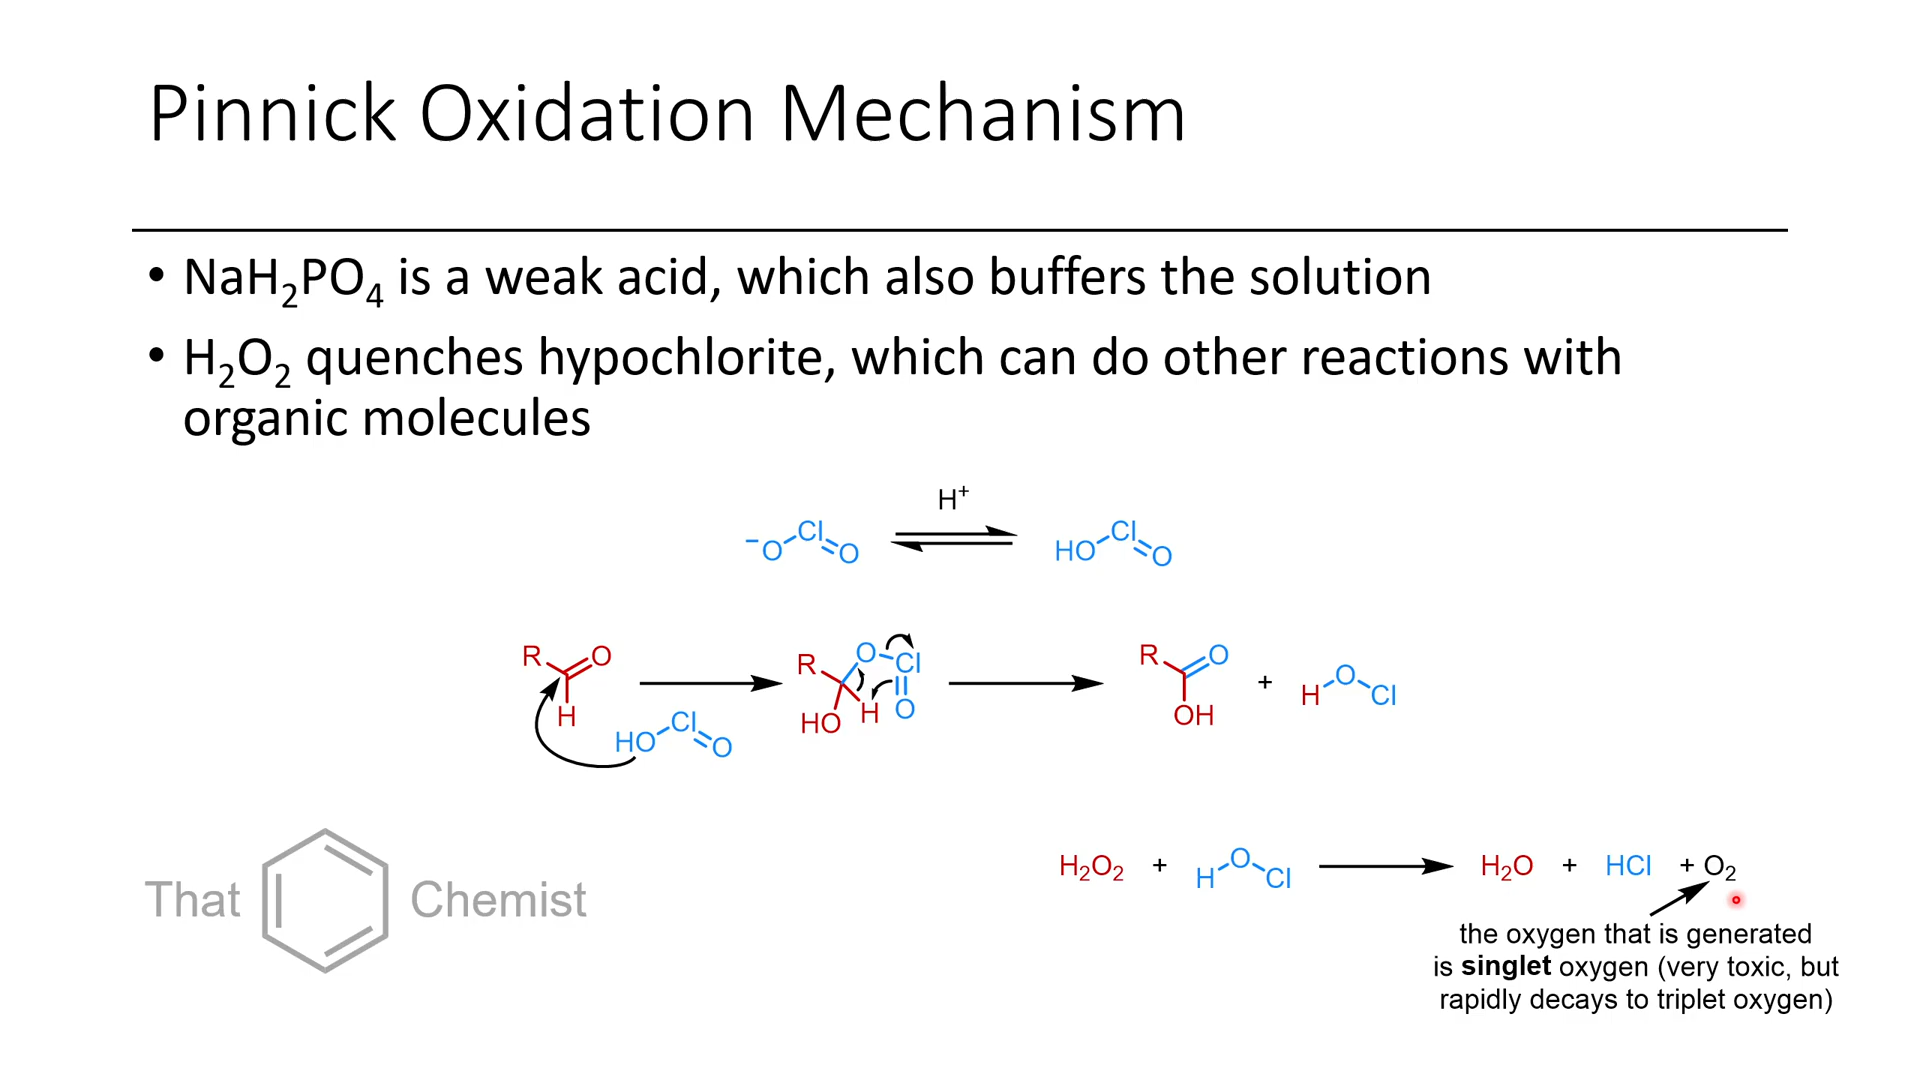 Pinnick Oxidation Mechanism
• NaH₂PO₄ is a weak acid, which also buffers the solution
• H₂O₂ quenches hypochlorite, which can do other reactions with
organic molecules
H⁺
⁻O Cl O HO Cl O
R O H HO Cl O R O Cl HO H O R O OH + H O Cl
H₂O₂ + H O Cl H₂O + HCl + O₂
That Chemist
the oxygen that is generated
is singlet oxygen (very toxic, but
rapidly decays to triplet oxygen)